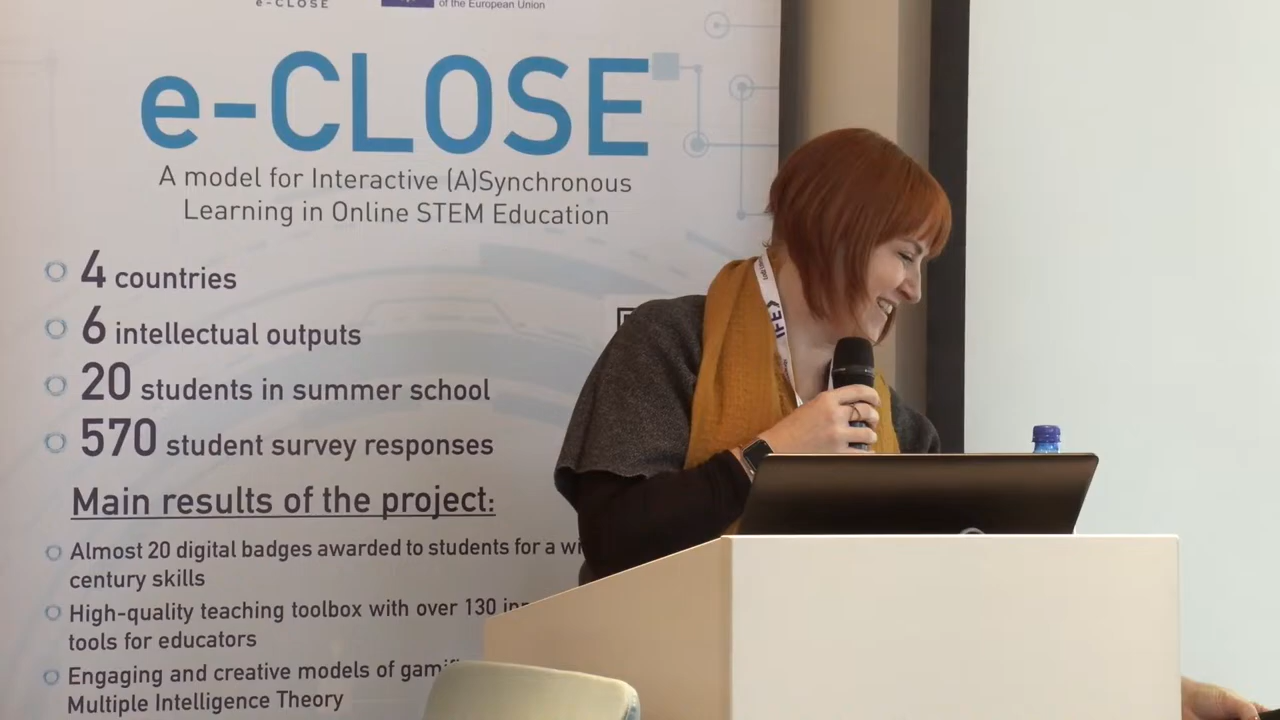 e-CLOSE
of the European Union
e-CLOSE
A model for Interactive (A)Synchronous
Learning in Online STEM Education
4 countries
6 intellectual outputs
20 students in summer school
570 student survey responses
Main results of the project:
Almost 20 digital badges awarded to students for a wi
century skills
High-quality teaching toolbox with over 130
tools for educators
Engaging and creative models of gami
Multiple Intelligence Theory
IFE